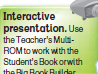 Interactive
presentation. Use
the Teacher's Multi-
ROM to work with the
Student's Book or with
the Big Book Builder